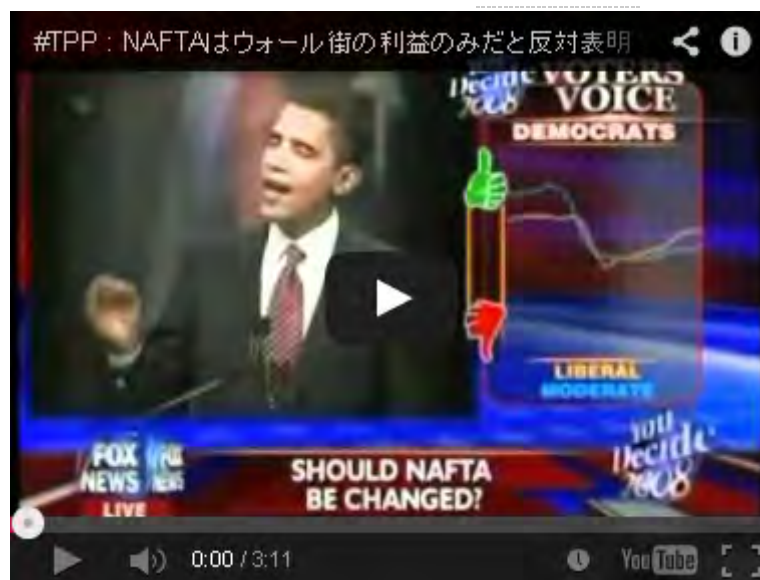 #TPP：NAFTAはウォール街の利益のみだと反対表明
Decide 2008
VOTERS VOICE
DEMOCRATS
LIBERAL
MODERATE
FOX NEWS
LIVE
SHOULD NAFTA
BE CHANGED?
YOU
Decide
2008
0:00 / 3:11
YouTube